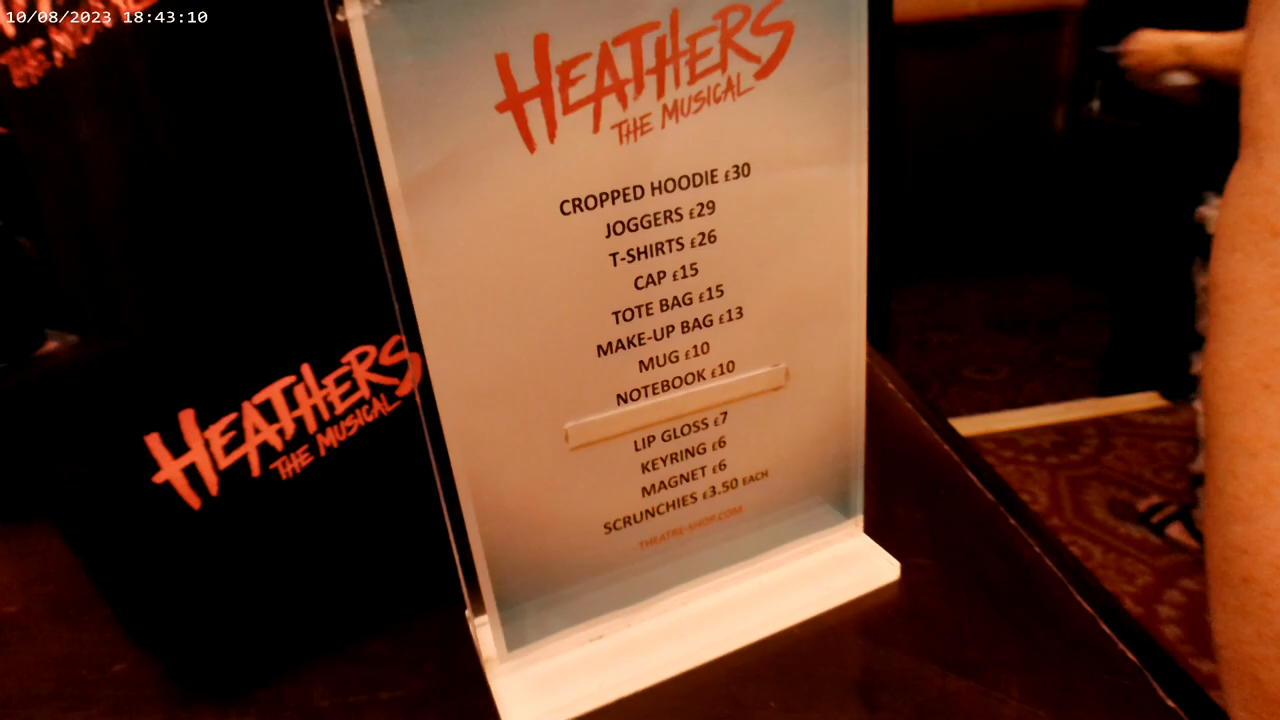 10/08/2023 18:43:10
HEATHERS
THE MUSICAL
CROPPED HOODIE £30
JOGGERS £29
T-SHIRTS £26
CAP £15
TOTE BAG £15
MAKE-UP BAG £13
MUG £10
NOTEBOOK £10
LIP GLOSS £7
KEYRING £6
MAGNET £6
SCRUNCHIES £3.50 EACH
THEATRE-SHOP.COM
HEATHERS
THE MUSICAL